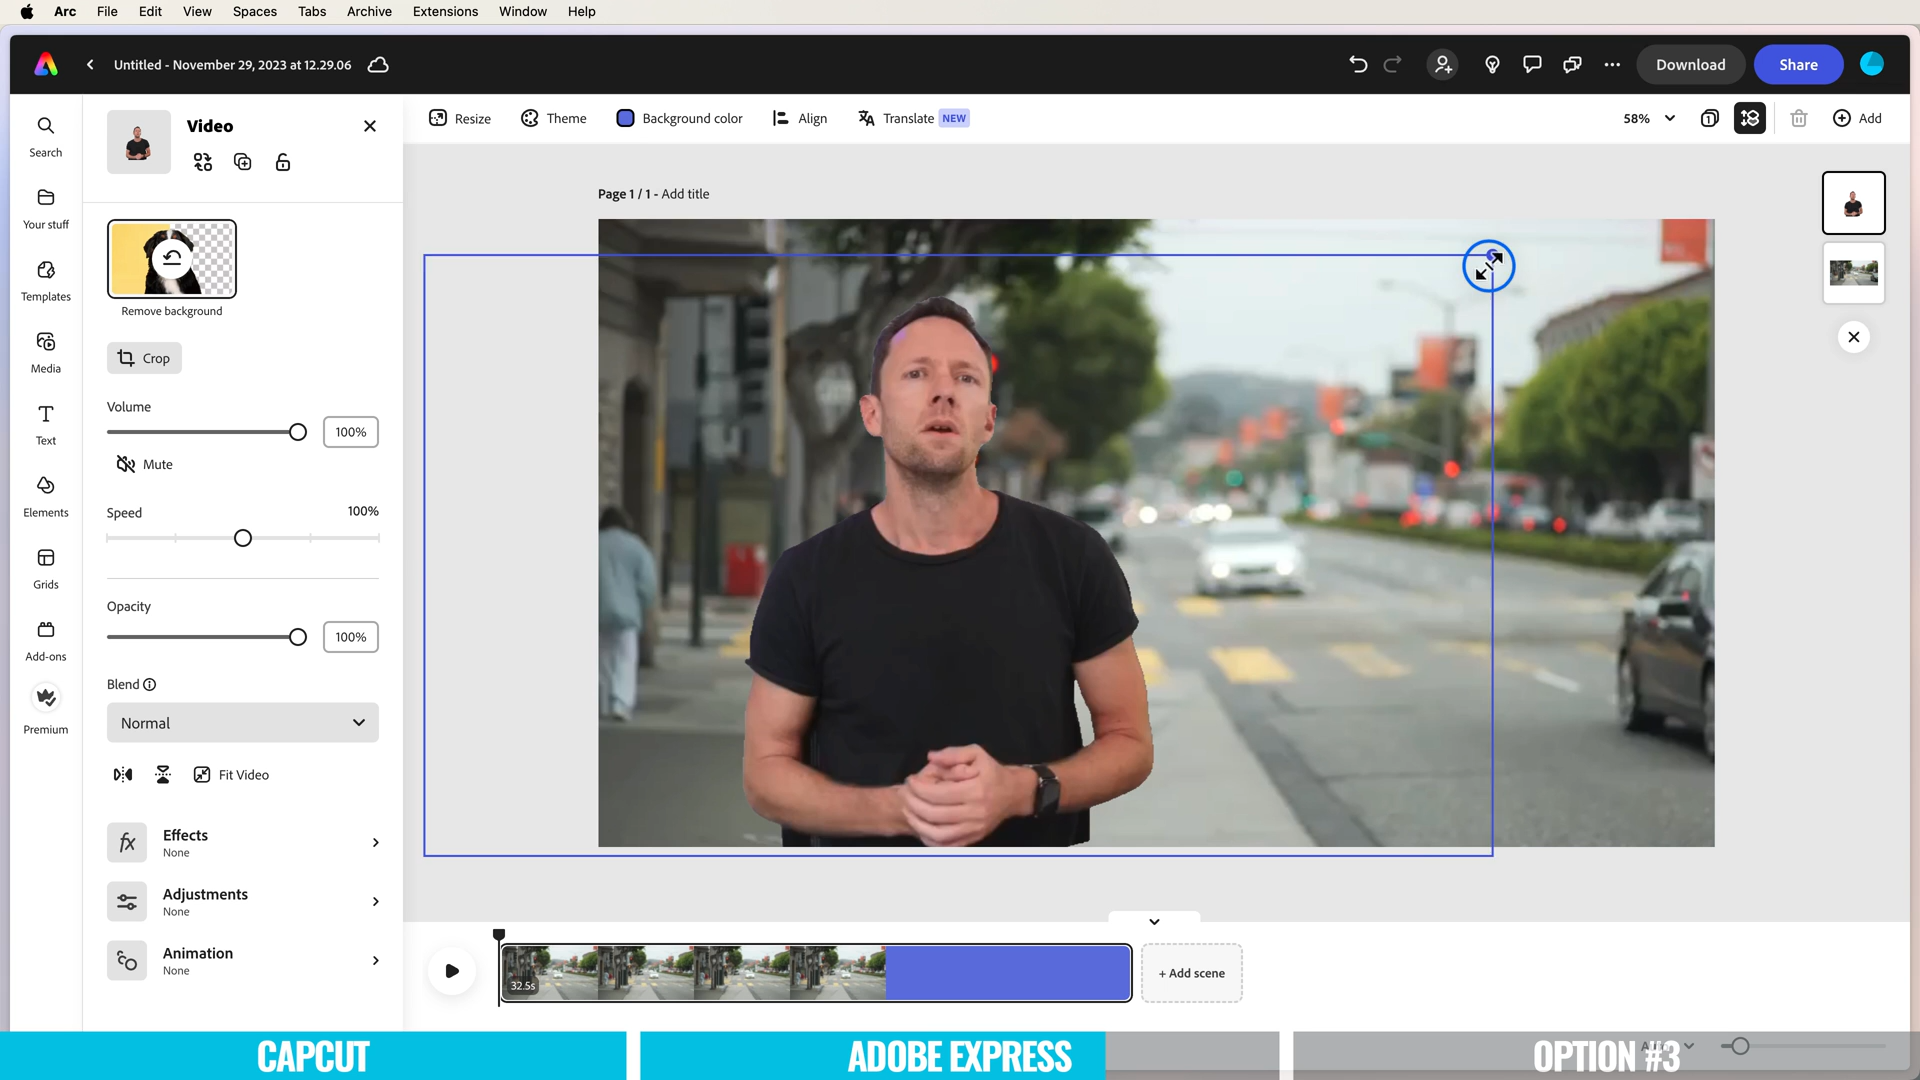 Arc File Edit View Spaces Tabs Archive Extensions Window Help
Untitled - November 29, 2023 at 12.29.06
Download
Share
Search
Your stuff
Templates
Media
Text
Elements
Grids
Add-ons
Premium
Video
Remove background
Crop
Volume
100%
Mute
Speed
100%
Opacity
100%
Blend
Normal
Fit Video
Effects
None
Adjustments
None
Animation
None
Resize
Theme
Background color
Align
Translate NEW
58%
1
Add
Page 1 / 1 - Add title
32.5s
+ Add scene
CAPCUT
ADOBE EXPRESS
OPTION #3